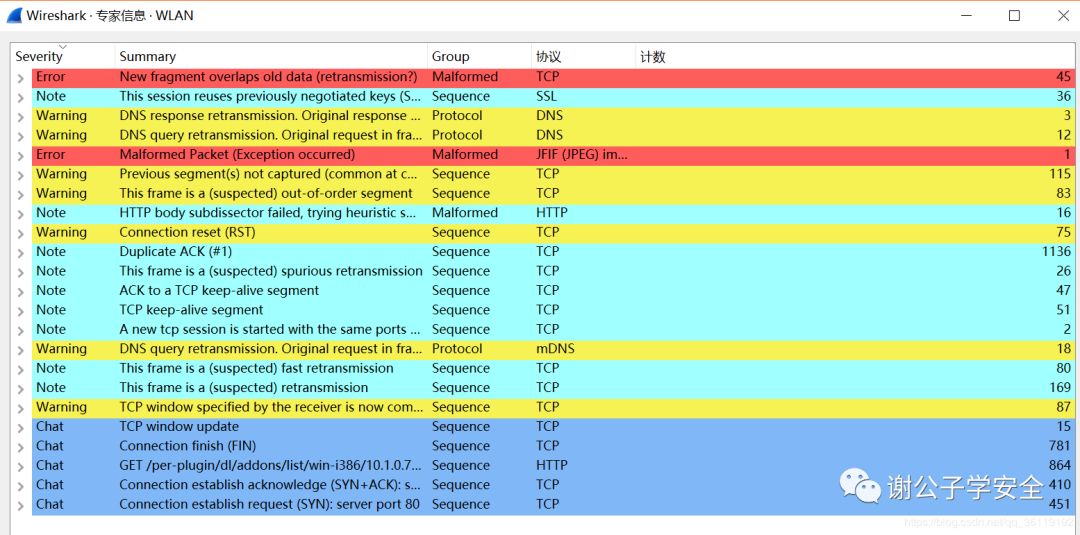 Wireshark · 专家信息 · WLAN
Severity Summary Group 协议 计数
Error New fragment overlaps old data (retransmission?) Malformed TCP 45
Note This session reuses previously negotiated keys (S... Sequence SSL 36
Warning DNS response retransmission. Original response ... Protocol DNS 3
Warning DNS query retransmission. Original request in fra... Protocol DNS 12
Error Malformed Packet (Exception occurred) Malformed JFIF (JPEG) im... 1
Warning Previous segment(s) not captured (common at c... Sequence TCP 115
Warning This frame is a (suspected) out-of-order segment Sequence TCP 83
Note HTTP body subdissector failed, trying heuristic s... Malformed HTTP 16
Warning Connection reset (RST) Sequence TCP 75
Note Duplicate ACK (#1) Sequence TCP 1136
Note This frame is a (suspected) spurious retransmission Sequence TCP 26
Note ACK to a TCP keep-alive segment Sequence TCP 47
Note TCP keep-alive segment Sequence TCP 51
Note A new tcp session is started with the same ports ... Sequence TCP 2
Warning DNS query retransmission. Original request in fra... Protocol mDNS 18
Note This frame is a (suspected) fast retransmission Sequence TCP 80
Note This frame is a (suspected) retransmission Sequence TCP 169
Warning TCP window specified by the receiver is now com... Sequence TCP 87
Chat TCP window update Sequence TCP 15
Chat Connection finish (FIN) Sequence TCP 781
Chat GET /per-plugin/dl/addons/list/win-i386/10.1.0.7... Sequence HTTP 864
Chat Connection establish acknowledge (SYN+ACK): s... Sequence TCP 410
Chat Connection establish request (SYN): server port 80 Sequence TCP 451
谢公子学安全